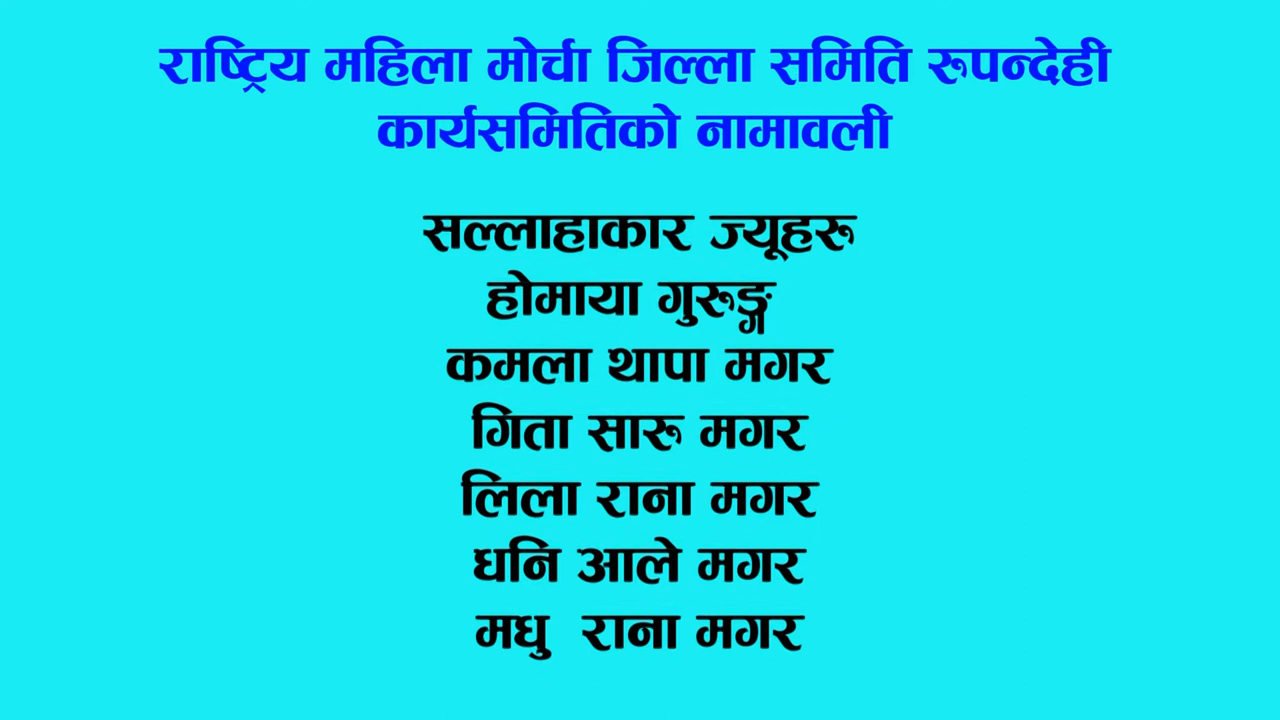 राष्ट्रिय महिला मोर्चा जिल्ला समिति रुपन्देही
कार्यसमितिको नामावली
सल्लाहाकार ज्यूहरु
होमाया गुरुङ्ग
कमला थापा मगर
गिता सारु मगर
लिला राना मगर
धनि आले मगर
मधु राना मगर